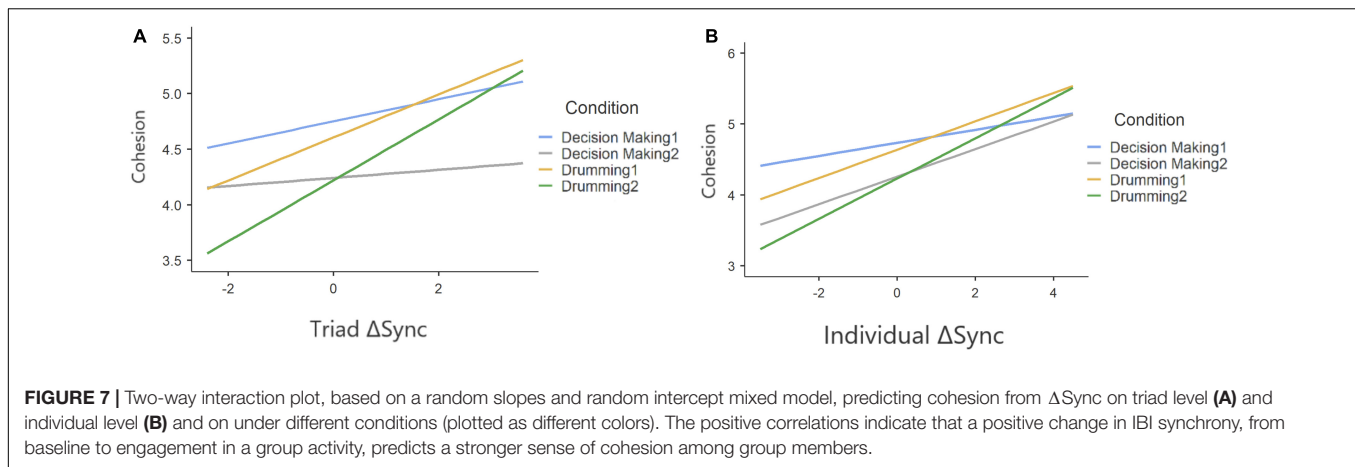 A
5.5
5.0
4.5
4.0
3.5
Cohesion
-2
0
2
Triad ΔSync
Condition
Decision Making1
Decision Making2
Drumming1
Drumming2
B
6
5
4
3
Cohesion
-2
0
2
4
Individual ΔSync
Condition
Decision Making1
Decision Making2
Drumming1
Drumming2
FIGURE 7 | Two-way interaction plot, based on a random slopes and random intercept mixed model, predicting cohesion from ΔSync on triad level (A) and
individual level (B) and on under different conditions (plotted as different colors). The positive correlations indicate that a positive change in IBI synchrony, from
baseline to engagement in a group activity, predicts a stronger sense of cohesion among group members.